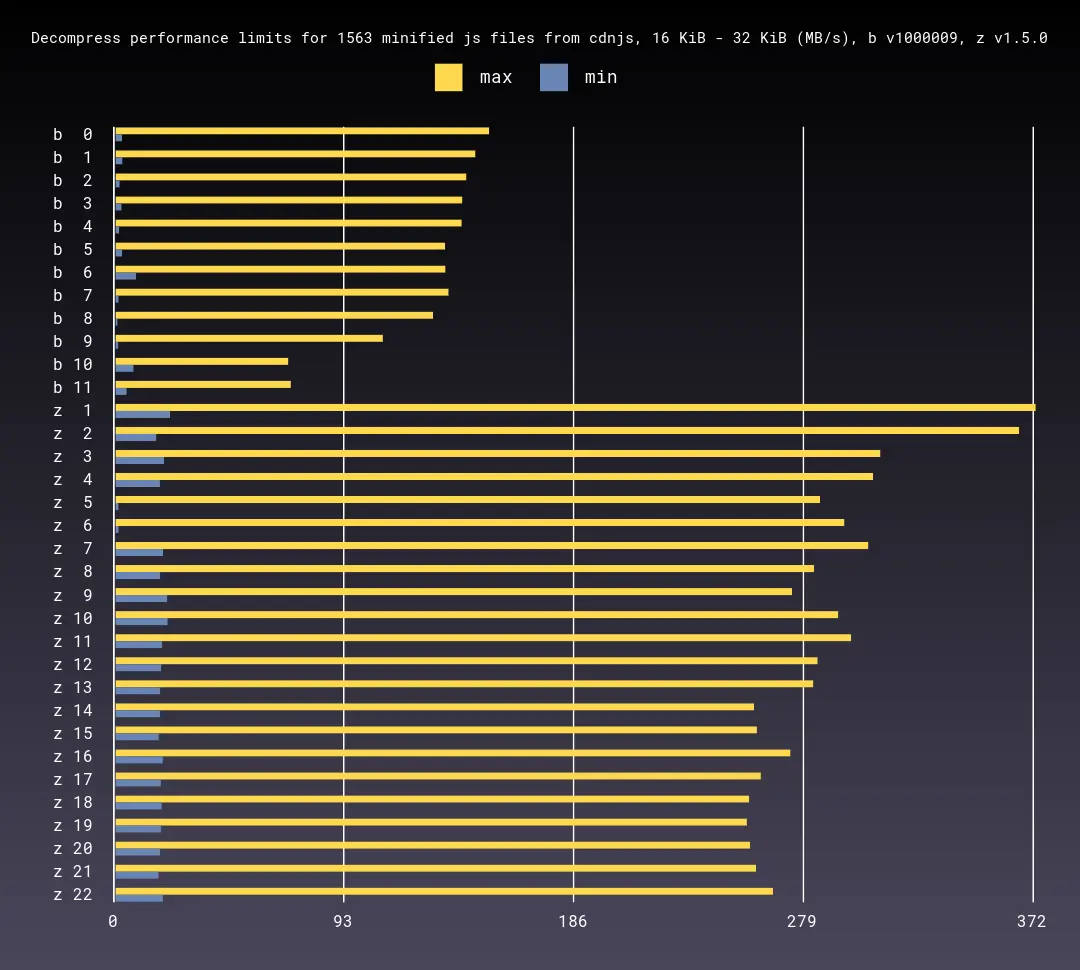 Decompress performance limits for 1563 minified js files from cdnjs, 16 KiB - 32 KiB (MB/s), b v1000009, z v1.5.0
max min
b 0
b 1
b 2
b 3
b 4
b 5
b 6
b 7
b 8
b 9
b 10
b 11
z 1
z 2
z 3
z 4
z 5
z 6
z 7
z 8
z 9
z 10
z 11
z 12
z 13
z 14
z 15
z 16
z 17
z 18
z 19
z 20
z 21
z 22
0 93 186 279 372